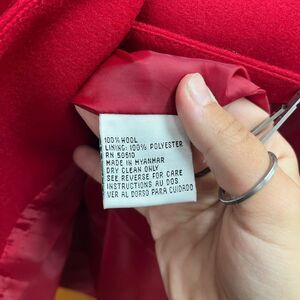 100% WOOL
LINING: 100% POLYESTER
RN 50510
MADE IN MYANMAR
DRY CLEAN ONLY
SEE REVERSE FOR CARE
INSTRUCTIONS AU DOS
VER AL DORSO PARA CUIDADO